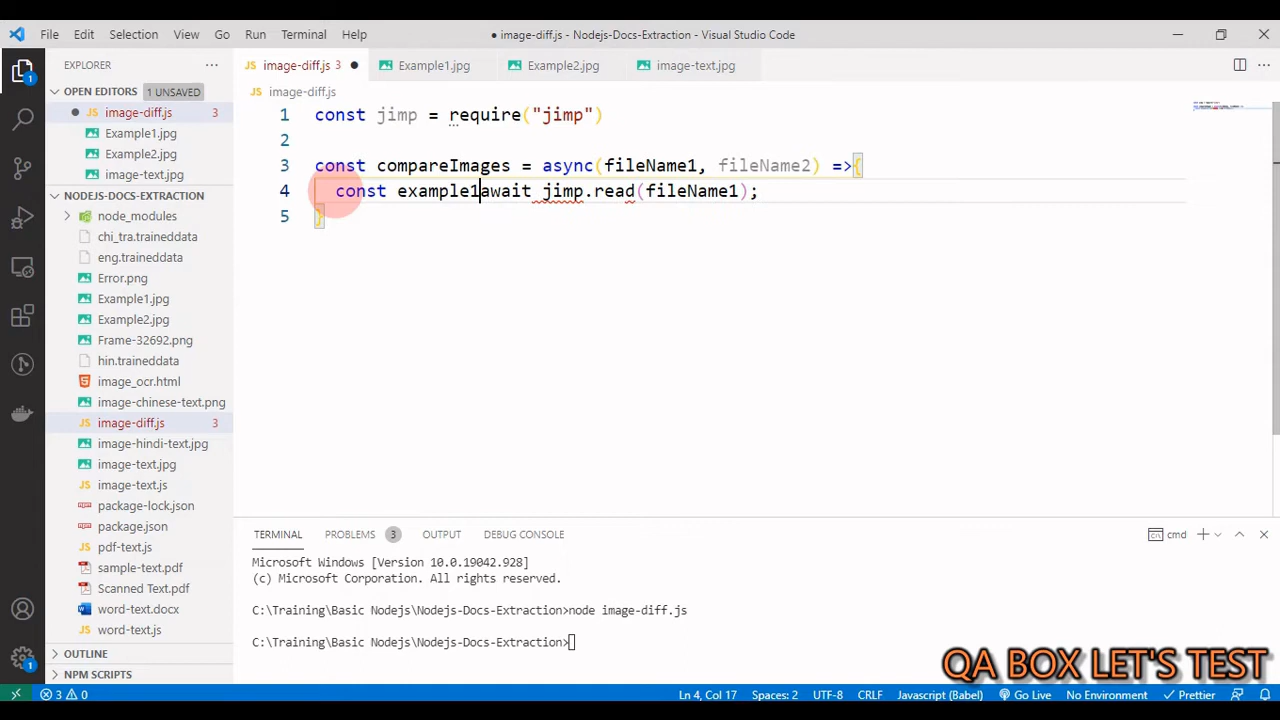 File Edit Selection View Go Run Terminal Help
● image-diff.js - Nodejs-Docs-Extraction - Visual Studio Code
EXPLORER
JS image-diff.js 3 ●
Example1.jpg
Example2.jpg
image-text.jpg
OPEN EDITORS 1 UNSAVED
JS image-diff.js
● JS image-diff.js 3
Example1.jpg
Example2.jpg
image-text.jpg
1 const jimp = require("jimp")
2
3 const compareImages = async(fileName1, fileName2) =>{
4 const example1await jimp.read(fileName1);
5 }
NODEJS-DOCS-EXTRACTION
node_modules
chi_tra.traineddata
eng.traineddata
Error.png
Example1.jpg
Example2.jpg
Frame-32692.png
hin.traineddata
image_ocr.html
image-chinese-text.png
JS image-diff.js 3
image-hindi-text.jpg
image-text.jpg
JS image-text.js
package-lock.json
package.json
JS pdf-text.js
sample-text.pdf
Scanned Text.pdf
word-text.docx
JS word-text.js
OUTLINE
NPM SCRIPTS
TERMINAL PROBLEMS 3 OUTPUT DEBUG CONSOLE
cmd
Microsoft Windows [Version 10.0.19042.928]
(c) Microsoft Corporation. All rights reserved.
C:\Training\Basic Nodejs\Nodejs-Docs-Extraction>node image-diff.js
C:\Training\Basic Nodejs\Nodejs-Docs-Extraction>
QA BOX LET'S TEST
1
1
3 0
Ln 4, Col 17 Spaces: 2 UTF-8 CRLF Javascript (Babel) Go Live No Environment Prettier